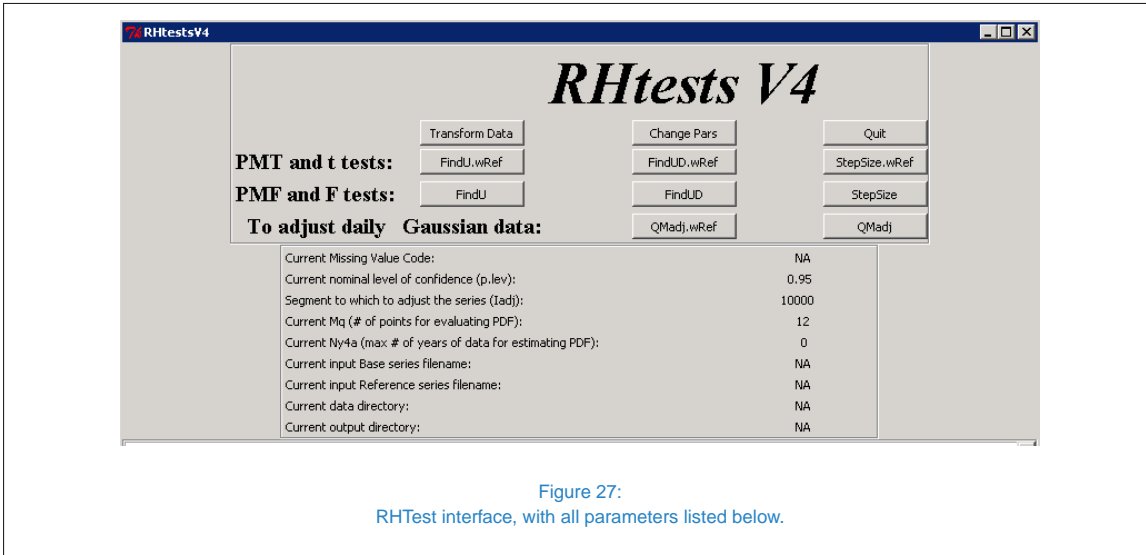 RHtestsV4
RHtests V4
Transform Data Change Pars Quit
PMT and t tests: FindU.wRef FindUD.wRef StepSize.wRef
PMF and F tests: FindU FindUD StepSize
To adjust daily Gaussian data: QMadj.wRef QMadj
Current Missing Value Code: NA
Current nominal level of confidence (p.lev): 0.95
Segment to which to adjust the series (Iadj): 10000
Current Mq (# of points for evaluating PDF): 12
Current Ny4a (max # of years of data for estimating PDF): 0
Current input Base series filename: NA
Current input Reference series filename: NA
Current data directory: NA
Current output directory: NA
Figure 27:
RHTest interface, with all parameters listed below.